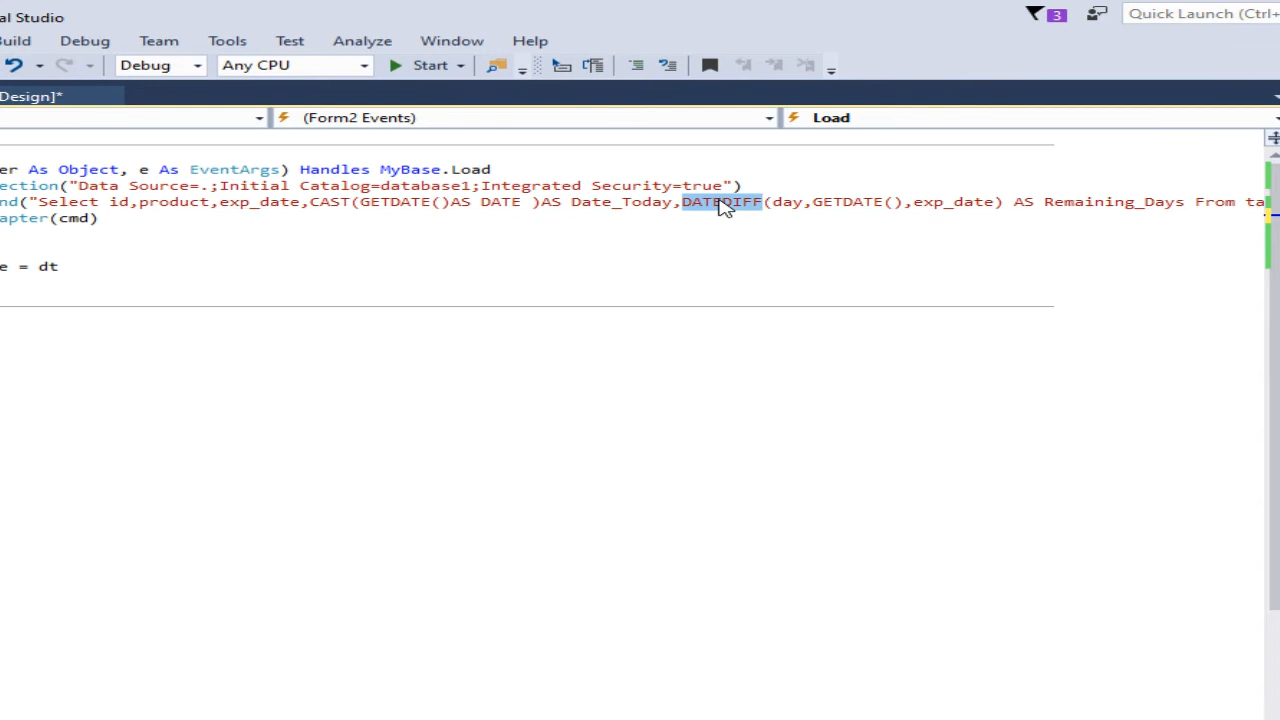 al Studio
3
Quick Launch (Ctrl+
Build Debug Team Tools Test Analyze Window Help
Debug Any CPU Start
Design]*
(Form2 Events) Load
er As Object, e As EventArgs) Handles MyBase.Load
ection("Data Source=.;Initial Catalog=database1;Integrated Security=true")
nd("Select id,product,exp_date,CAST(GETDATE()AS DATE )AS Date_Today,DATEDIFF(day,GETDATE(),exp_date) AS Remaining_Days From ta
apter(cmd)
e = dt